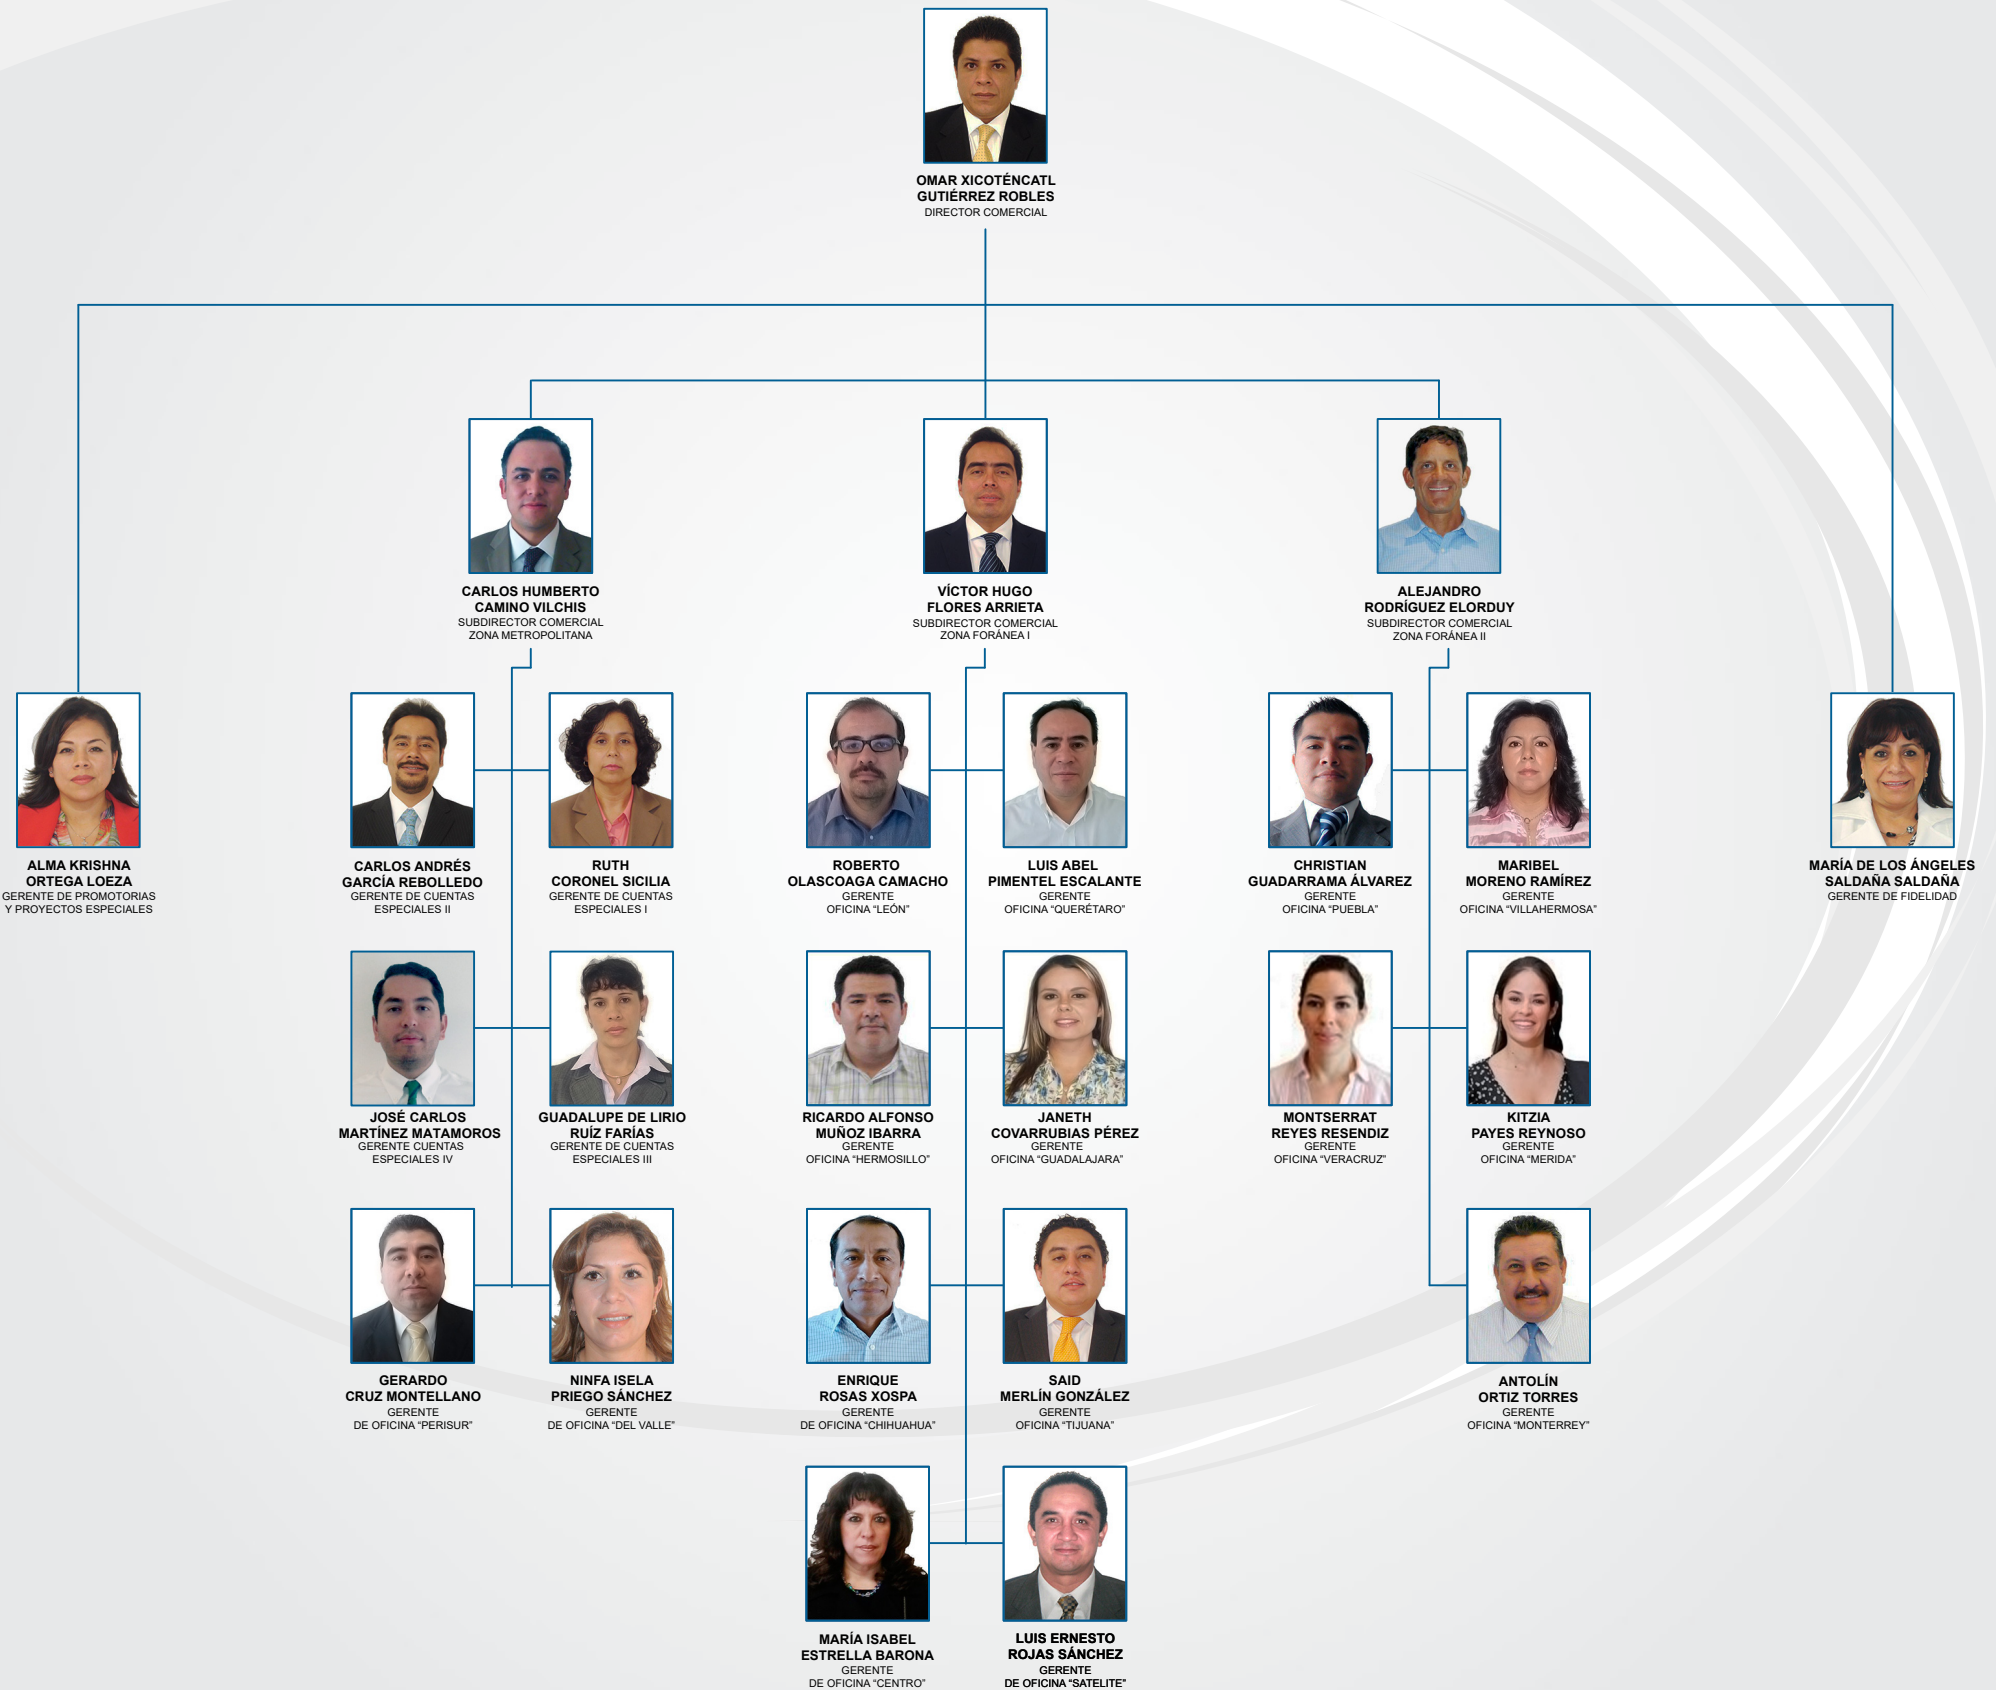 OMAR XICOTÉNCATL
GUTIÉRREZ ROBLES
DIRECTOR COMERCIAL
CARLOS HUMBERTO
CAMINO VILCHIS
SUBDIRECTOR COMERCIAL
ZONA METROPOLITANA
VÍCTOR HUGO
FLORES ARRIETA
SUBDIRECTOR COMERCIAL
ZONA FORÁNEA I
ALEJANDRO
RODRÍGUEZ ELORDUY
SUBDIRECTOR COMERCIAL
ZONA FORÁNEA II
ALMA KRISHNA
ORTEGA LOEZA
GERENTE DE PROMOTORIAS
Y PROYECTOS ESPECIALES
CARLOS ANDRÉS
GARCÍA REBOLLEDO
GERENTE DE CUENTAS
ESPECIALES II
RUTH
CORONEL SICILIA
GERENTE DE CUENTAS
ESPECIALES I
ROBERTO
OLASCOAGA CAMACHO
GERENTE
OFICINA “LEÓN”
LUIS ABEL
PIMENTEL ESCALANTE
GERENTE
OFICINA “QUERÉTARO”
CHRISTIAN
GUADARRAMA ÁLVAREZ
GERENTE
OFICINA “PUEBLA”
MARIBEL
MORENO RAMÍREZ
GERENTE
OFICINA “VILLAHERMOSA”
MARÍA DE LOS ÁNGELES
SALDAÑA SALDAÑA
GERENTE DE FIDELIDAD
JOSÉ CARLOS
MARTÍNEZ MATAMOROS
GERENTE CUENTAS
ESPECIALES IV
GUADALUPE DE LIRIO
RUÍZ FARÍAS
GERENTE DE CUENTAS
ESPECIALES III
RICARDO ALFONSO
MUÑOZ IBARRA
GERENTE
OFICINA “HERMOSILLO”
JANETH
COVARRUBIAS PÉREZ
GERENTE
OFICINA “GUADALAJARA”
MONTSERRAT
REYES RESENDIZ
GERENTE
OFICINA “VERACRUZ”
KITZIA
PAYES REYNOSO
GERENTE
OFICINA “MERIDA”
GERARDO
CRUZ MONTELLANO
GERENTE
DE OFICINA “PERISUR”
NINFA ISELA
PRIEGO SÁNCHEZ
GERENTE
DE OFICINA “DEL VALLE”
ENRIQUE
ROSAS XOSPA
GERENTE
DE OFICINA “CHIHUAHUA”
SAID
MERLÍN GONZÁLEZ
GERENTE
OFICINA “TIJUANA”
ANTOLÍN
ORTIZ TORRES
GERENTE
OFICINA “MONTERREY”
MARÍA ISABEL
ESTRELLA BARONA
GERENTE
DE OFICINA “CENTRO”
LUIS ERNESTO
ROJAS SÁNCHEZ
GERENTE
DE OFICINA “SATELITE”